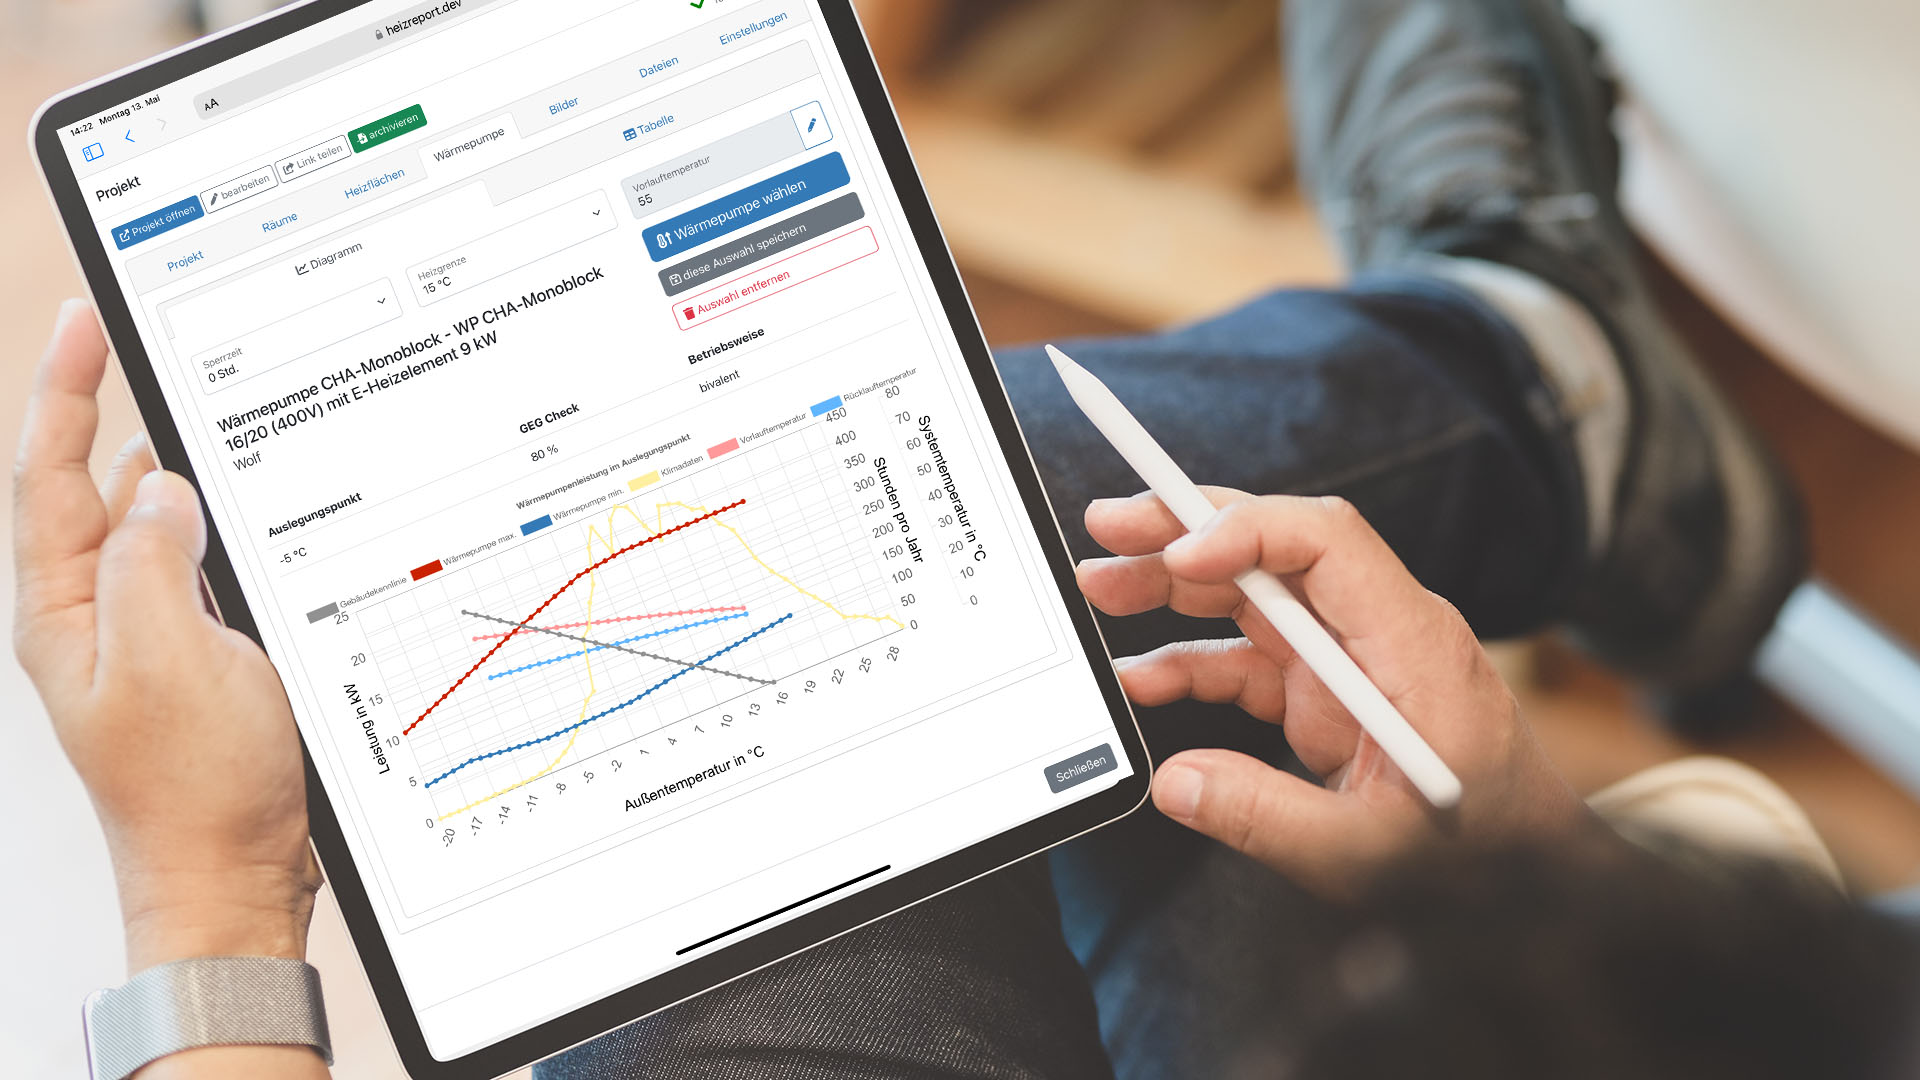 14:22 Montag 13. Mai
AA
heizreport.dev
Projekt
Projekt öffnen
bearbeiten
Link teilen
archivieren
Projekt
Räume
Heizflächen
Wärmepumpe
Bilder
Dateien
Einstellungen
Diagramm
Tabelle
Sperrzeit
0 Std.
Heizgrenze
15 °C
Vorlauftemperatur
55
Wärmepumpe wählen
diese Auswahl speichern
Auswahl entfernen
Wärmepumpe CHA-Monoblock - WP CHA-Monoblock
16/20 (400V) mit E-Heizelement 9 kW
Wolf
Auslegungspunkt
-5 °C
GEG Check
80 %
Betriebsweise
bivalent
Wärmepumpenleistung im Auslegungspunkt
Gebäudekennlinie
Wärmepumpe max.
Wärmepumpe min.
Klimadaten
Vorlauftemperatur
Rücklauftemperatur
Leistung in kW
25
20
15
10
5
0
-20 -17 -14 -11 -8 -5 -2 1 4 7 10 13 16 19 22 25 28
Außentemperatur in °C
450
400
350
300
250
200
150
100
50
0
Stunden pro Jahr
80
70
60
50
40
30
20
10
0
Systemtemperatur in °C
Schließen